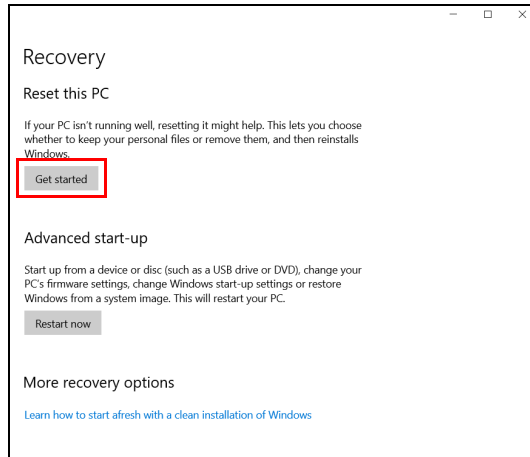 Recovery
Reset this PC
If your PC isn't running well, resetting it might help. This lets you choose
whether to keep your personal files or remove them, and then reinstalls
Windows.
Get started
Advanced start-up
Start up from a device or disc (such as a USB drive or DVD), change your
PC's firmware settings, change Windows start-up settings or restore
Windows from a system image. This will restart your PC.
Restart now
More recovery options
Learn how to start afresh with a clean installation of Windows